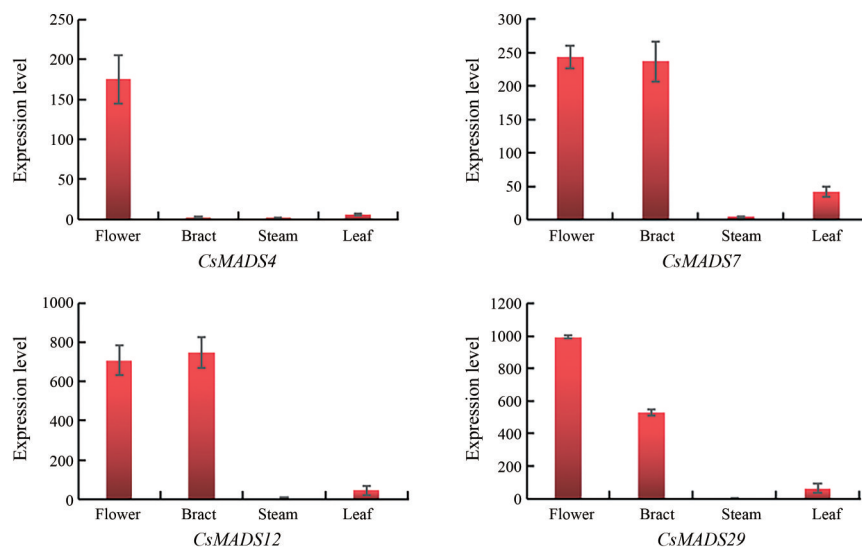 250
200
150
100
50
0
Expression level
Flower Bract Steam Leaf
CsMADS4
300
250
200
150
100
50
0
Expression level
Flower Bract Steam Leaf
CsMADS7
1000
800
600
400
200
0
Expression level
Flower Bract Steam Leaf
CsMADS12
1200
1000
800
600
400
200
0
Expression level
Flower Bract Steam Leaf
CsMADS29